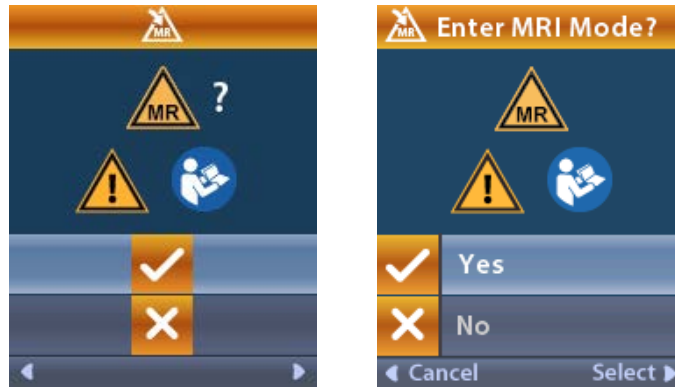 MR
MR ?
!
MR Enter MRI Mode?
MR
!
Yes
No
Cancel Select